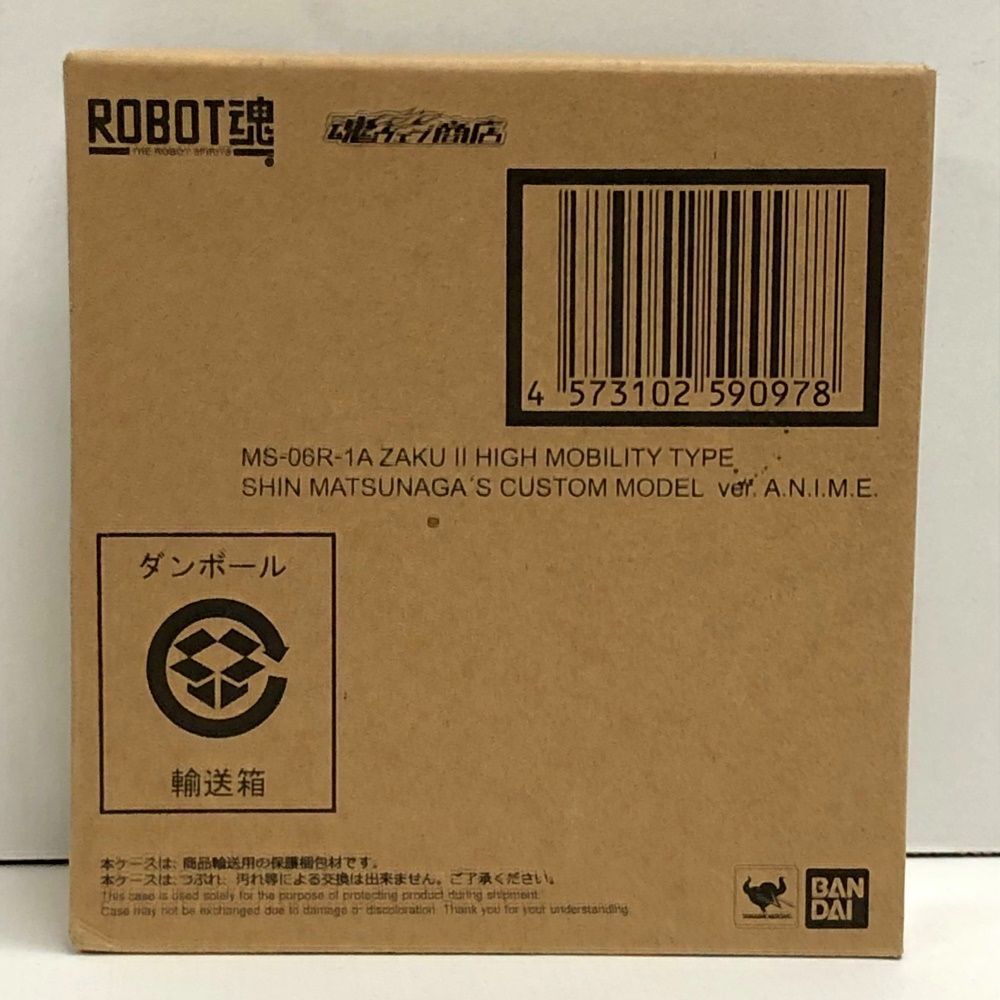 ROBOT魂
THE ROBOT SPIRITS
魂ウェブ商店
4 573102 590978
MS-06R-1A ZAKU II HIGH MOBILITY TYPE
SHIN MATSUNAGA'S CUSTOM MODEL ver. A.N.I.M.E.
ダンボール
輸送箱
本ケースは、商品輸送用の保護梱包材です。
本ケースは、つぶれ、汚れ等による交換は出来ません。ご了承ください。
This case is used solely for the purpose of protecting product during shipment.
Case may not be exchanged due to damage or discoloration. Thank you for your understanding.
TAMASHII NATIONS
BAN
DAI